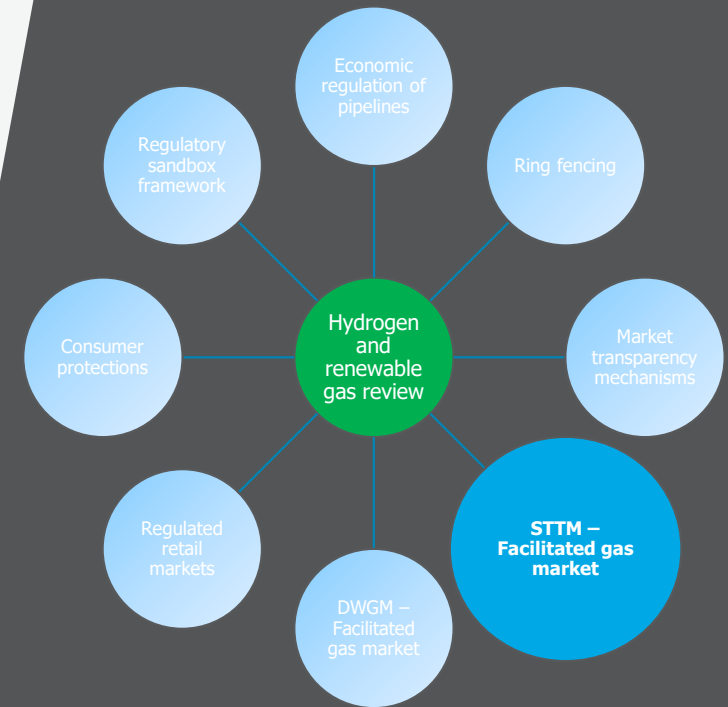 Economic
regulation of
pipelines
Regulatory
sandbox
framework
Ring fencing
Hydrogen
and
renewable
gas review
Consumer
protections
Market
transparency
mechanisms
Regulated
retail
markets
STTM –
Facilitated gas
market
DWGM –
Facilitated
gas market